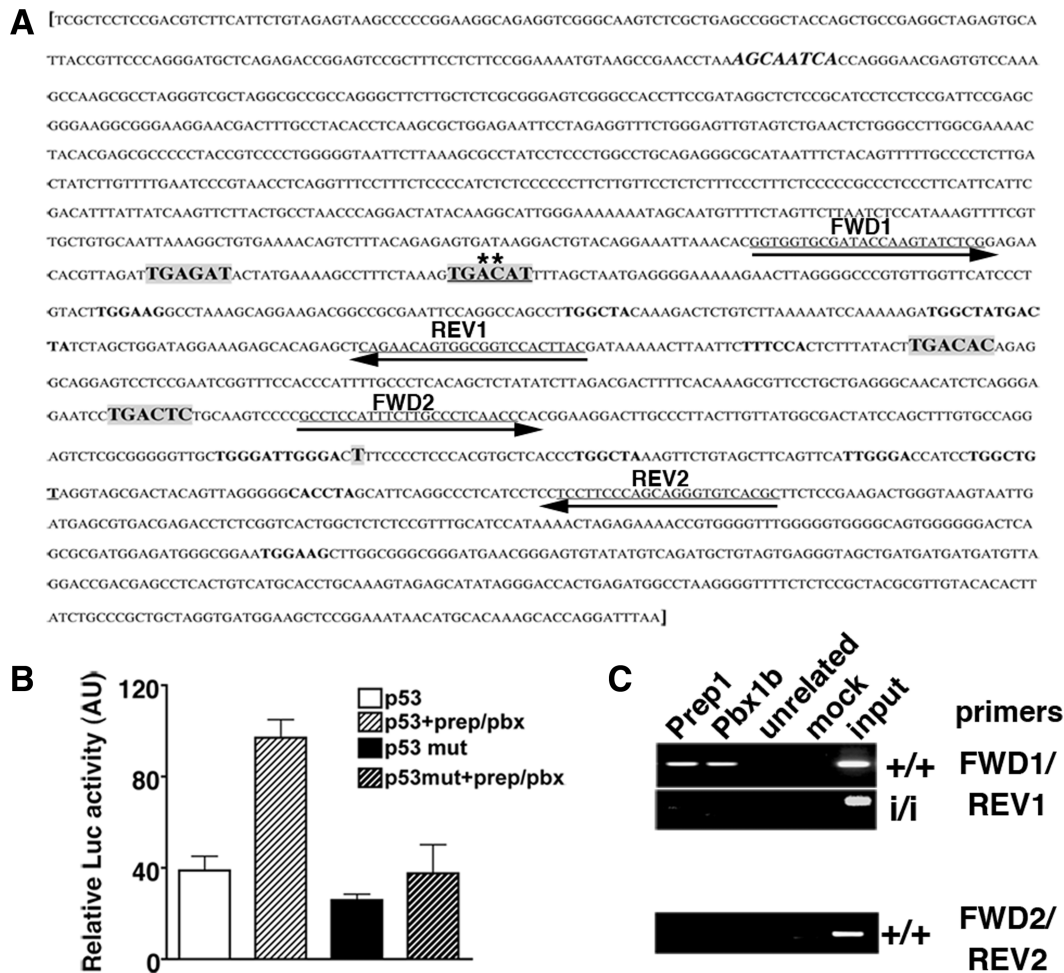 A
[TCGCTCCTCCGACGTCTTCATTCTGTAGAGTAAGCCCCCGGAAGGCAGAGGTCGGGCAAGTCTCGCTGAGCCGGCTACCAGCTGCCGAGGCTAGAGTGCA
TTACCGTTCCCAGGGATGCTCAGAGACCGGAGTCCGCTTTCCTCTTCCGGAAAATGTAAGCCGAACCTAAAGCAATCACCAGGGAACGAGTGTCCAAA
GCCAAGCGCCTAGGGTCGCTAGGCGCCGCCAGGGCTTCTTGCTCTCGCGGGAGTCGGGCCACCTTCCGATAGGCTCTCCGCATCCTCCTCCGATTCCGAGC
GGGAAGGCGGGAAGGAACGACTTTGCCTACACCTCAAGCGCTGGAGAATTCCTAGAGGTTTCTGGGAGTTGTAGTCTGAACTCTGGGCCTTGGCGAAAAC
TACACGAGCGCCCCCTACCGTCCCCTGGGGGTAATTCTTAAAGCGCCTATCCTCCCTGGCCTGCAGAGGGCGCATAATTTCTACAGTTTTTGCCCCTCTTGA
CTATCTTGTTTTGAATCCCGTAACCTCAGGTTTCCTTTCTCCCCATCTCTCCCCCCTTCTTGTTCCTCTCTTTCCCTTTCTCCCCCGCCCTCCCTTCATTCATTC
GACATTTATTATCAAGTTCTTACTGCCTAACCCAGGACTATACAAGGCATTGGGAAAAAAATAGCAATGTTTTCTAGTTCTTAATCTCCATAAAGTTTTCGT
FWD1
TGCTGTGCAATTAAAGGCTGTGAAAACAGTCTTTACAGAGAGTGATAAGGACTGTACAGGAAATTAAACACGGTGGTGCGATACCAAGTATCTCGGAGAA
**
CACGTTAGATTGAGATACTATGAAAAGCCTTTCTAAAGTGACATTTTAGCTAATGAGGGGAAAAAGAACTTAGGGGCCCGTGTTGGTTCATCCCT
GTACTTGGAAGGCCTAAAGCAGGAAGACGGCCGCGAATTCCAGGCCAGCCTTGGCTACAAAGACTCTGTCTTAAAAATCCAAAAAGATGGCTATGAC
REV1
TATCTAGCTGGATAGGAAAGAGCACAGAGCTCAGAACAGTGGCGGTCCACTTACGATAAAAACTTAATTCTTTCCACTCTTTATACTTGACACAGAG
GCAGGAGTCCTCCGAATCGGTTTCCACCCATTTTGCCCTCACAGCTCTATATCTTAGACGACTTTTCACAAAGCGTTCCTGCTGAGGGCAACATCTCAGGGA
FWD2
GAATCCTGACTCTGCAAGTCCCCGCCTCCATTTCTTGCCCTCAACCCACGGAAGGACTTGCCCTTACTTGTTATGGCGACTATCCAGCTTTGTGCCAGG
AGTCTCGCGGGGGTTGCTGGGATTGGGACTTTCCCCTCCCACGTGCTCACCCTGGCTAAAGTTCTGTAGCTTCAGTTCATTGGGACCATCCTGGCTG
REV2
TAGGTAGCGACTACAGTTAGGGGGCACCTAGCATTCAGGCCCTCATCCTCCTCCTTCCCAGCAGGGTGTCACGCTTCTCCGAAGACTGGGTAAGTAATTG
ATGAGCGTGACGAGACCTCTCGGTCACTGGCTCTCTCCGTTTGCATCCATAAAACTAGAGAAAACCGTGGGGTTTGGGGGTGGGGCAGTGGGGGGACTCA
GCGCGATGGAGATGGGCGGAATGGAAGCTTGGCGGGCGGGATGAACGGGAGTGTATATGTCAGATGCTGTAGTGAGGGTAGCTGATGATGATGATGTTA
GGACCGACGAGCCTCACTGTCATGCACCTGCAAAGTAGAGCATATAGGGACCACTGAGATGGCCTAAGGGGTTTTCTCTCCGCTACGCGTTGTACACACTT
ATCTGCCCGCTGCTAGGTGATGGAAGCTCCGGAAATAACATGCACAAAGCACCAGGATTTAA]
B
Relative Luc activity (AU)
120
80
40
0
p53
p53+prep/pbx
p53 mut
p53mut+prep/pbx
C
Prep1
Pbx1b
unrelated
mock
input
primers
+/+
FWD1/
i/i
REV1
+/+
FWD2/
REV2